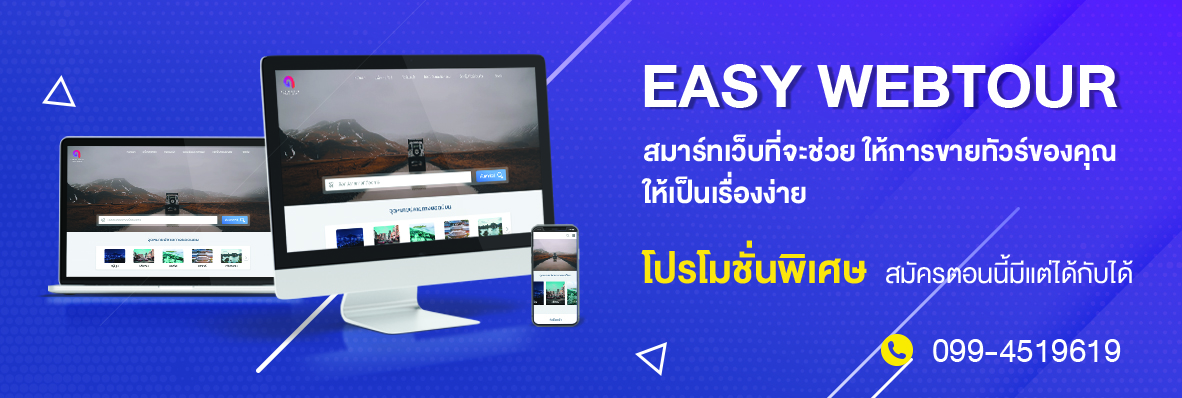 EASY WEBTOUR
สมาร์ทเว็บที่จะช่วย ให้การขายทัวร์ของคุณ
ให้เป็นเรื่องง่าย
โปรโมชั่นพิเศษ สมัครตอนนี้มีแต่ได้กับได้
099-4519619